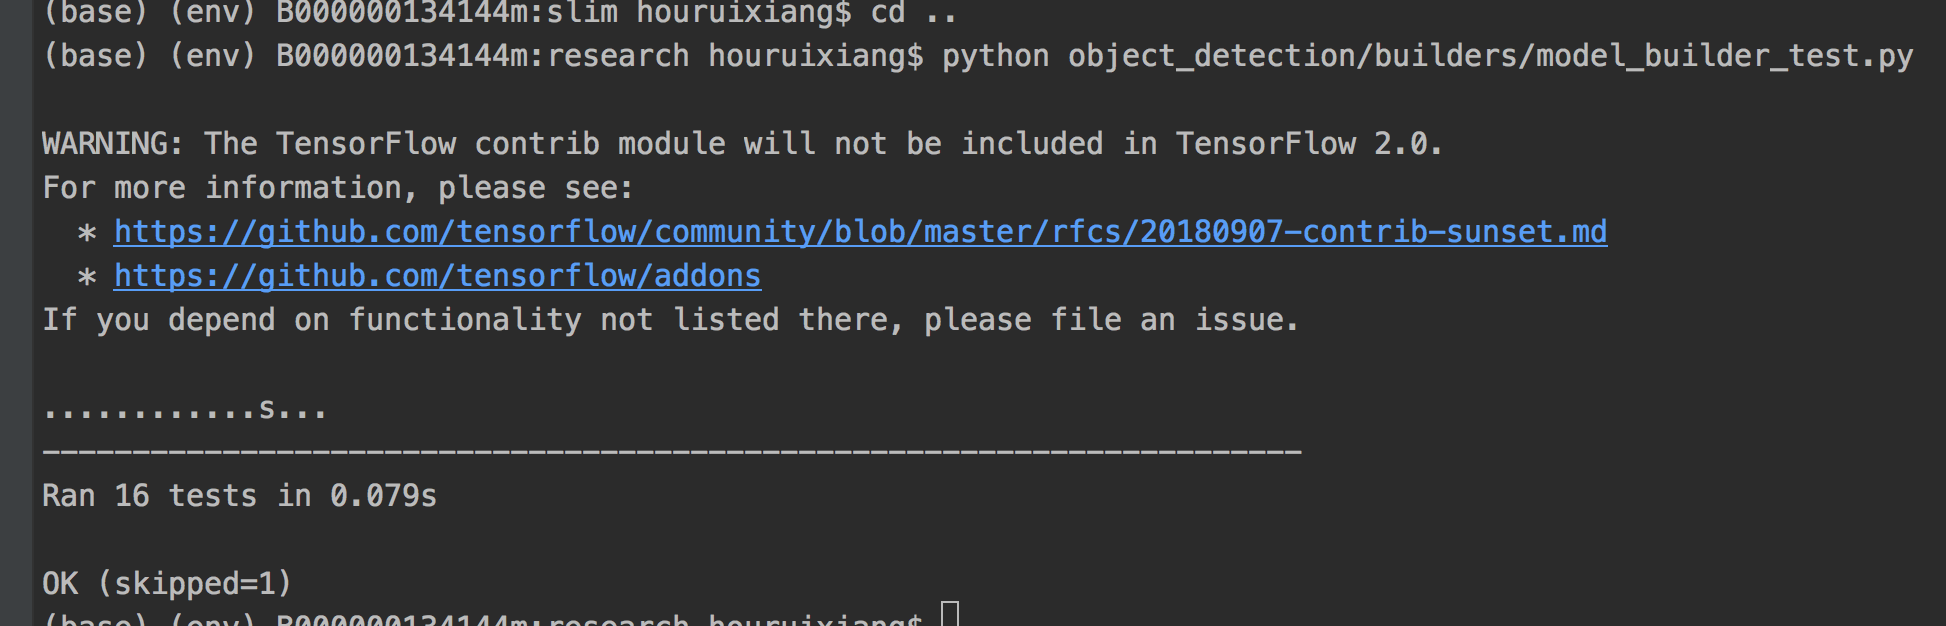 (base) (env) B000000134144m:slim houruixiang$ cd ..
(base) (env) B000000134144m:research houruixiang$ python object_detection/builders/model_builder_test.py
WARNING: The TensorFlow contrib module will not be included in TensorFlow 2.0.
For more information, please see:
* https://github.com/tensorflow/community/blob/master/rfcs/20180907-contrib-sunset.md
* https://github.com/tensorflow/addons
If you depend on functionality not listed there, please file an issue.
............s...
----------------------------------------------------------------------
Ran 16 tests in 0.079s
OK (skipped=1)
(base) (env) B000000134144m:research houruixiang$